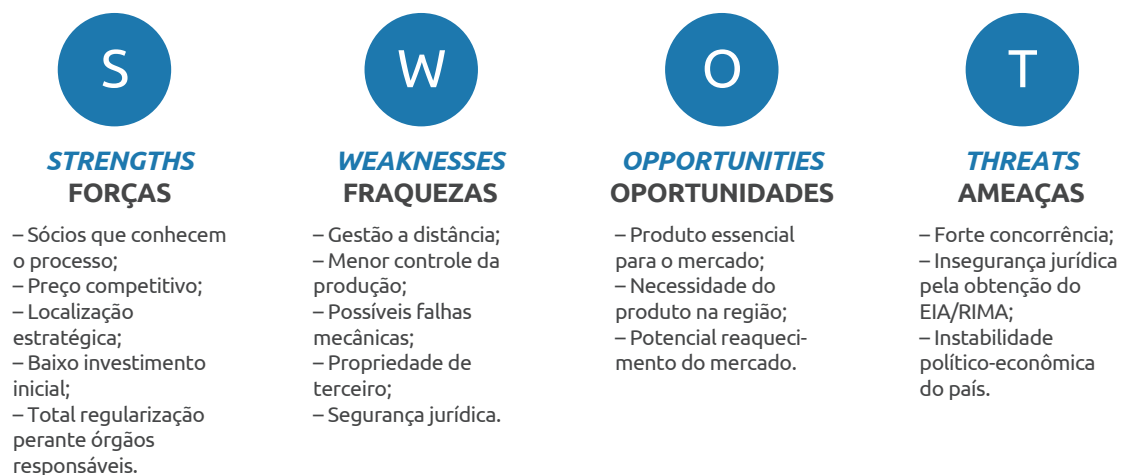 S
STRENGTHS
FORÇAS
– Sócios que conhecem
o processo;
– Preço competitivo;
– Localização
estratégica;
– Baixo investimento
inicial;
– Total regularização
perante órgãos
responsáveis.
W
WEAKNESSES
FRAQUEZAS
– Gestão a distância;
– Menor controle da
produção;
– Possíveis falhas
mecânicas;
– Propriedade de
terceiro;
– Segurança jurídica.
O
OPPORTUNITIES
OPORTUNIDADES
– Produto essencial
para o mercado;
– Necessidade do
produto na região;
– Potencial reaqueci-
mento do mercado.
T
THREATS
AMEAÇAS
– Forte concorrência;
– Insegurança jurídica
pela obtenção do
EIA/RIMA;
– Instabilidade
político-econômica
do país.